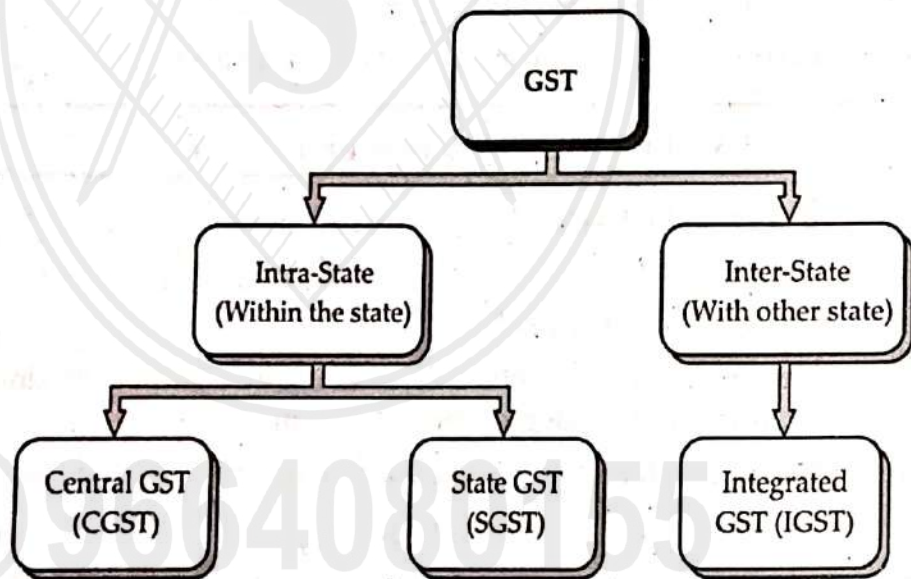 GST
Intra-State
(Within the state)
Inter-State
(With other state)
Central GST
(CGST)
State GST
(SGST)
Integrated
GST (IGST)
9664080155
S